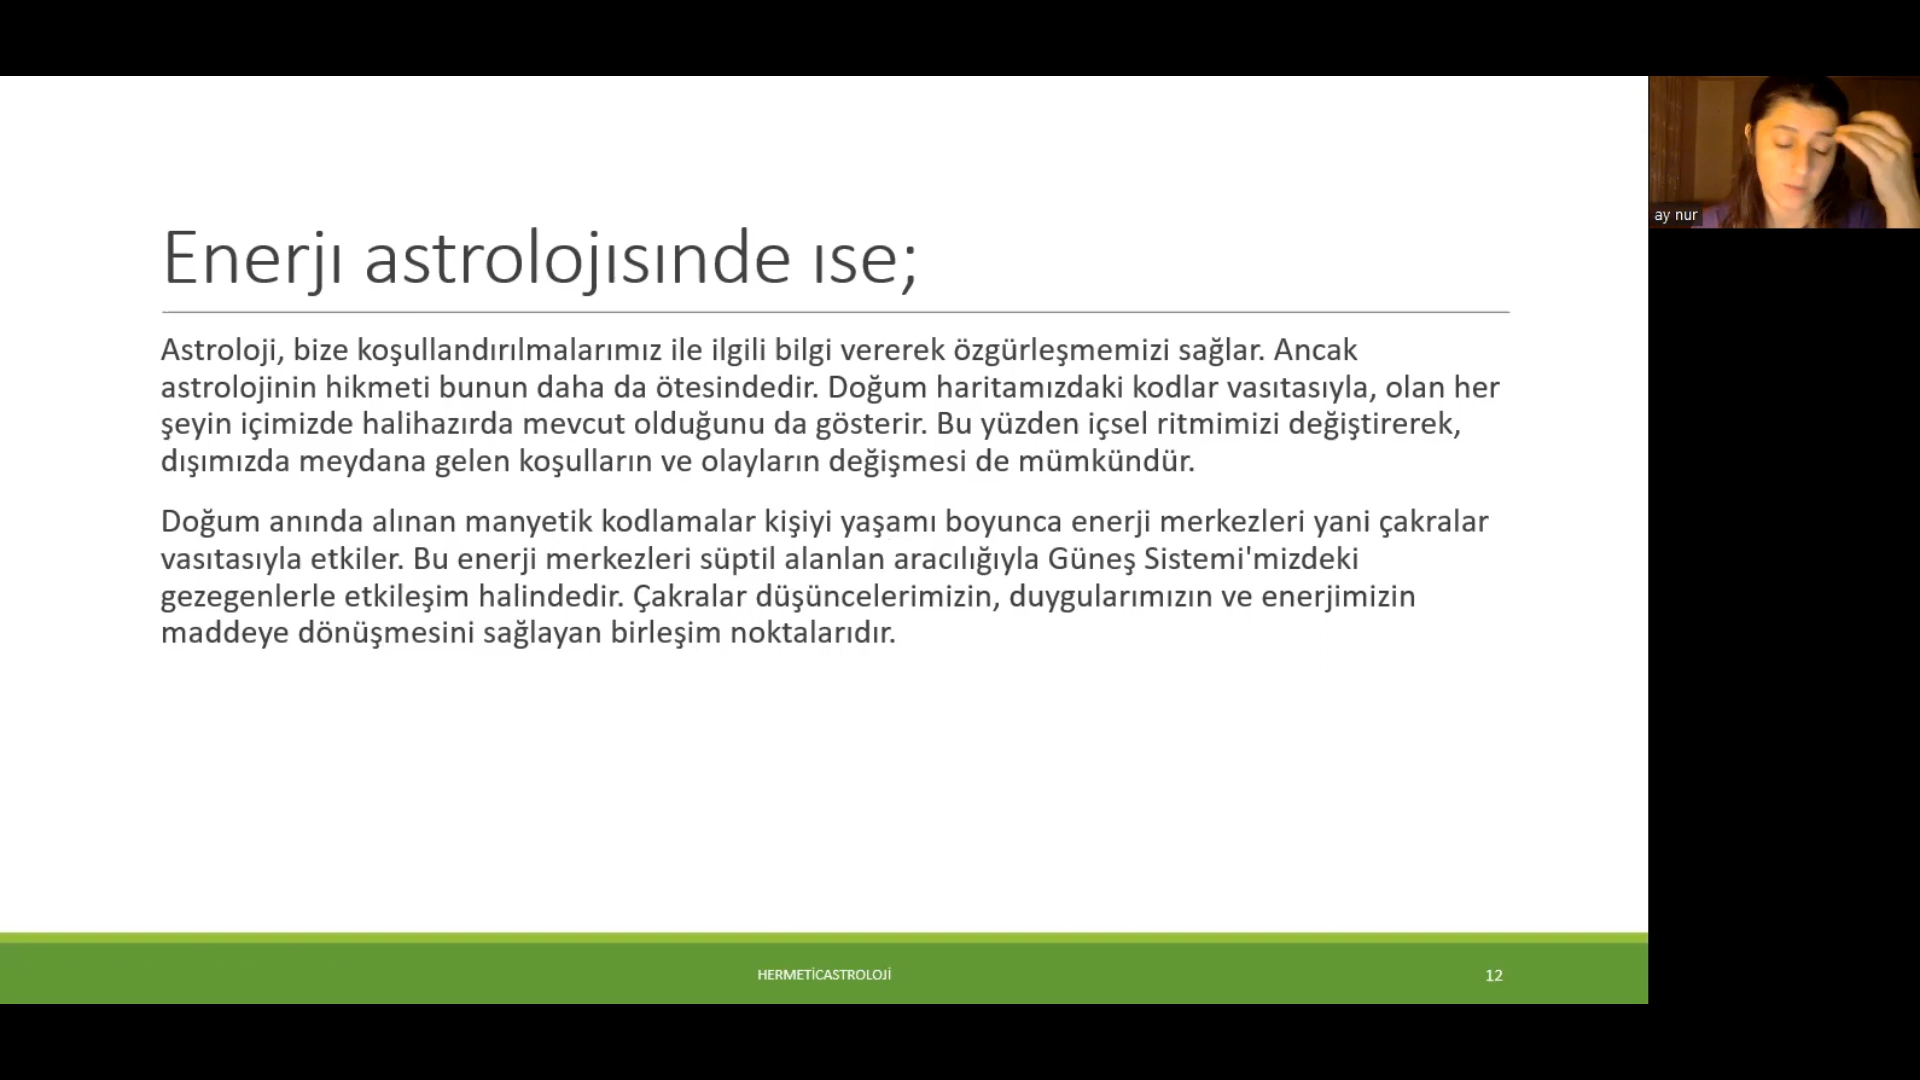 Enerjı astrolojısınde ıse;
Astroloji, bize koşullandırılmalarımız ile ilgili bilgi vererek özgürleşmemizi sağlar. Ancak
astrolojinin hikmeti bunun daha da ötesindedir. Doğum haritamızdaki kodlar vasıtasıyla, olan her
şeyin içimizde halihazırda mevcut olduğunu da gösterir. Bu yüzden içsel ritmimizi değiştirerek,
dışımızda meydana gelen koşulların ve olayların değişmesi de mümkündür.
Doğum anında alınan manyetik kodlamalar kişiyi yaşamı boyunca enerji merkezleri yani çakralar
vasıtasıyla etkiler. Bu enerji merkezleri süptil alanlan aracılığıyla Güneş Sistemi'mizdeki
gezegenlerle etkileşim halindedir. Çakralar düşüncelerimizin, duygularımızın ve enerjimizin
maddeye dönüşmesini sağlayan birleşim noktalarıdır.
HERMETİCASTROLOJİ
12
ay nur